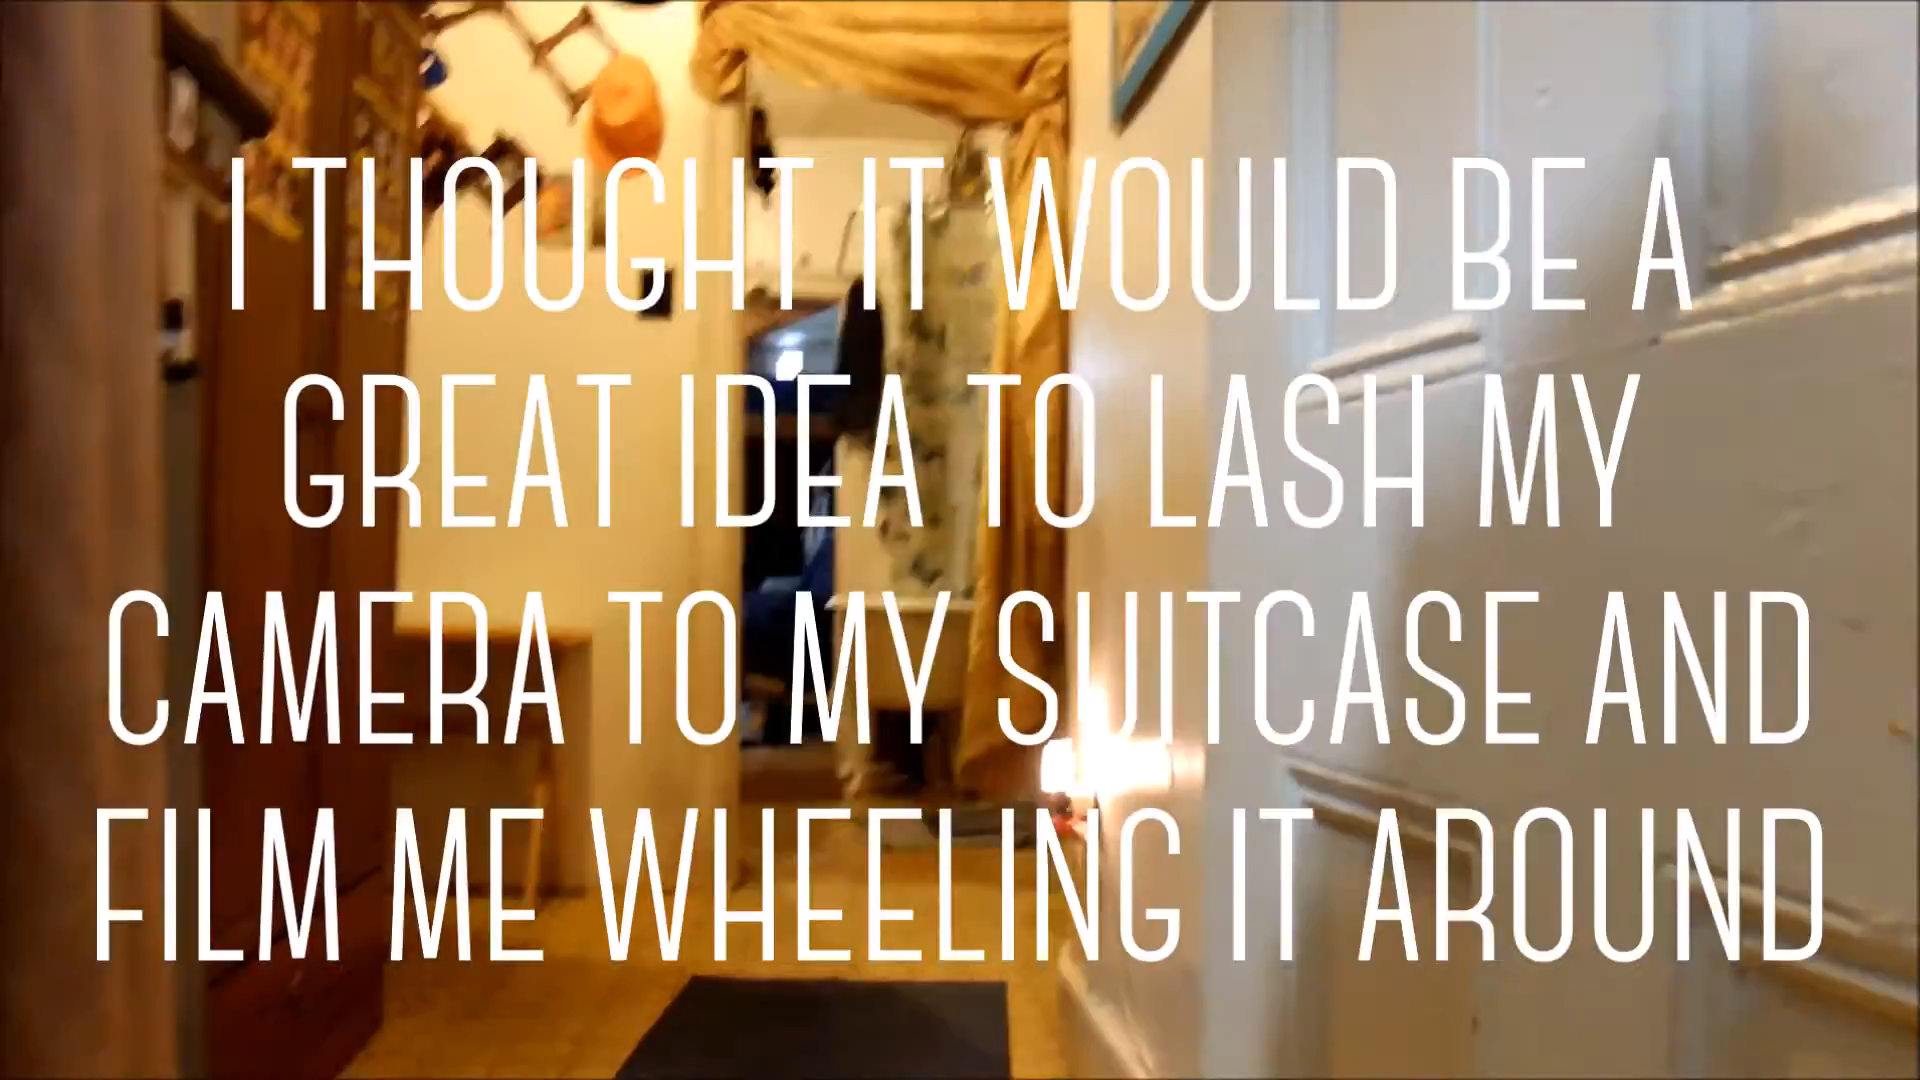 I THOUGHT IT WOULD BE A
GREAT IDEA TO LASH MY
CAMERA TO MY SUITCASE AND
FILM ME WHEELING IT AROUND